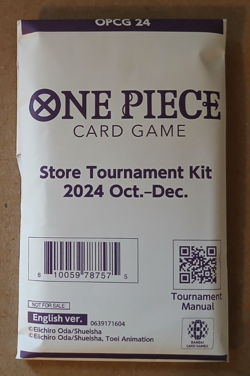 OPCG 24
ONE PIECE
CARD GAME
Store Tournament Kit
2024 Oct.–Dec.
8 10059 78757 5
NOT FOR SALE
English ver. 0639171604
©Eiichiro Oda/Shueisha
©Eiichiro Oda/Shueisha, Toei Animation
Tournament
Manual
BANDAI
CARD GAMES